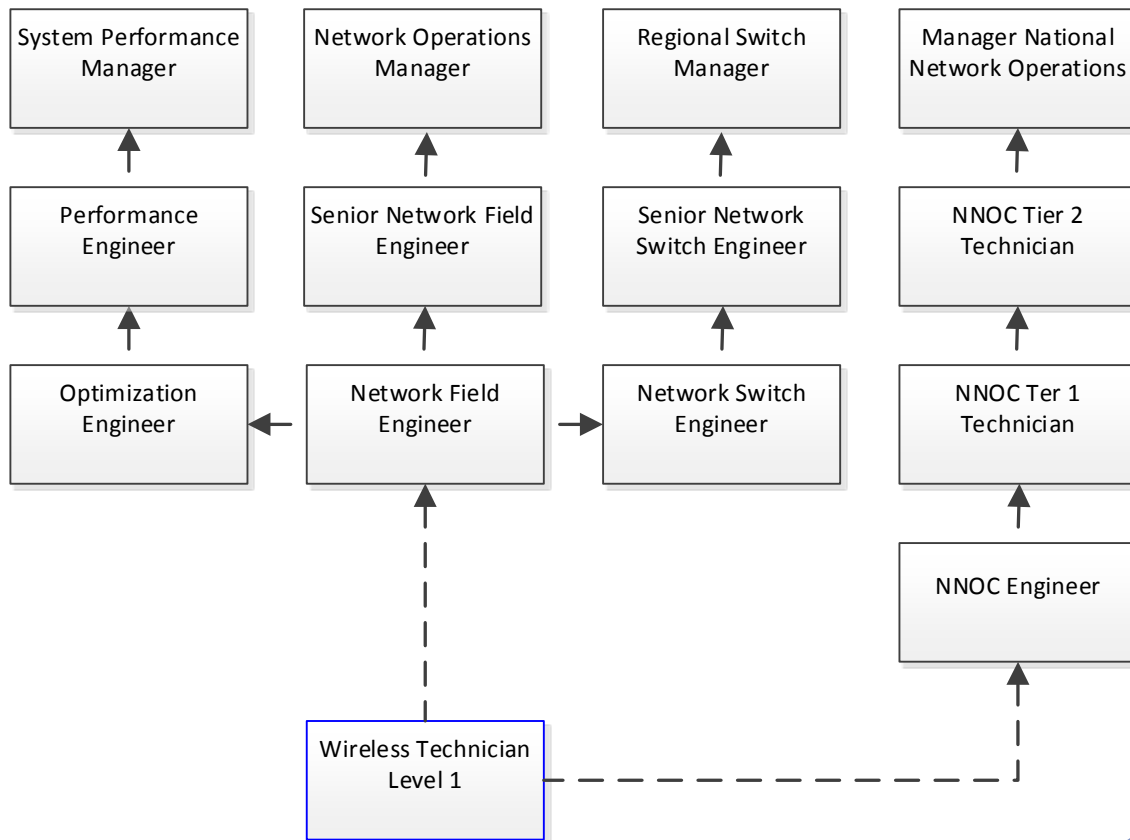 System Performance
Manager
Network Operations
Manager
Regional Switch
Manager
Manager National
Network Operations
Performance
Engineer
Senior Network Field
Engineer
Senior Network
Switch Engineer
NNOC Tier 2
Technician
Optimization
Engineer
Network Field
Engineer
Network Switch
Engineer
NNOC Ter 1
Technician
NNOC Engineer
Wireless Technician
Level 1